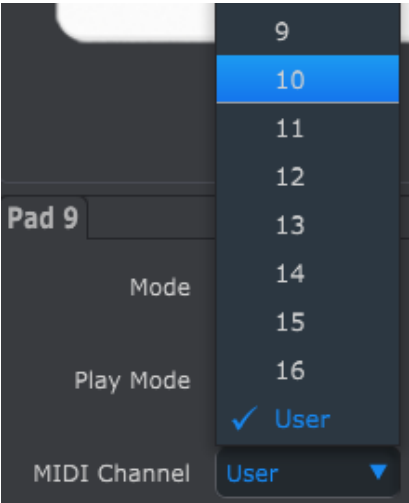 9
10
11
12
Pad 9
13
Mode
14
15
Play Mode
16
✓ User
MIDI Channel User ▼